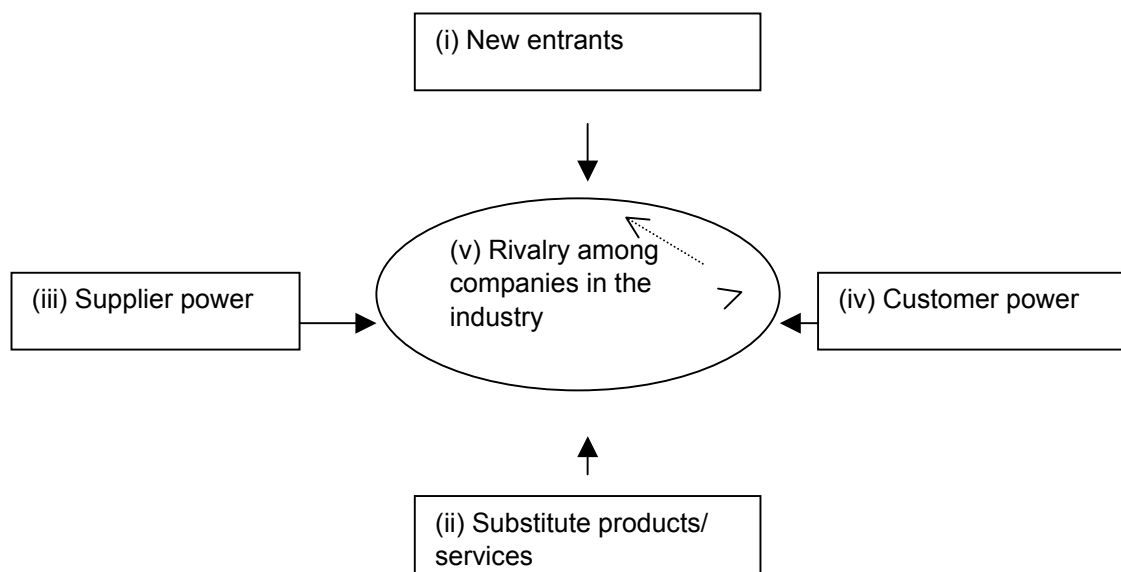 (i) New entrants
(v) Rivalry among
companies in the
industry
(iii) Supplier power
(iv) Customer power
(ii) Substitute products/
services